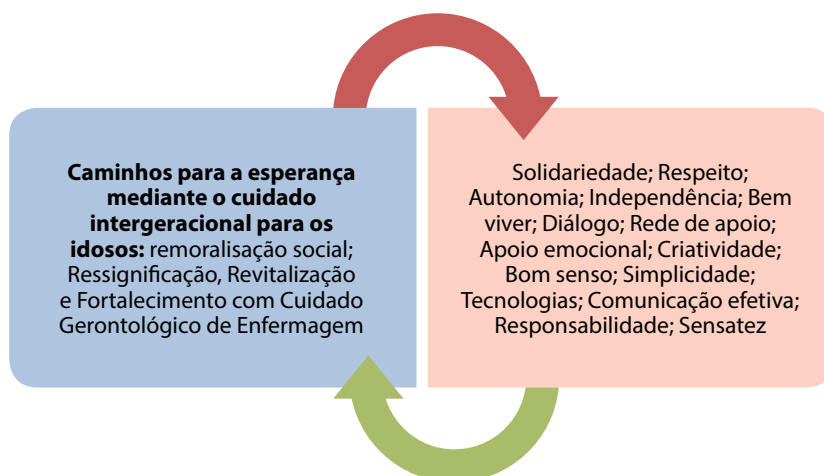 Caminhos para a esperança
mediante o cuidado
intergeracional para os
idosos: remoralisação social;
Ressignificação, Revitalização
e Fortalecimento com Cuidado
Gerontológico de Enfermagem
Solidariedade; Respeito;
Autonomia; Independência; Bem
viver; Diálogo; Rede de apoio;
Apoio emocional; Criatividade;
Bom senso; Simplicidade;
Tecnologias; Comunicação efetiva;
Responsabilidade; Sensatez